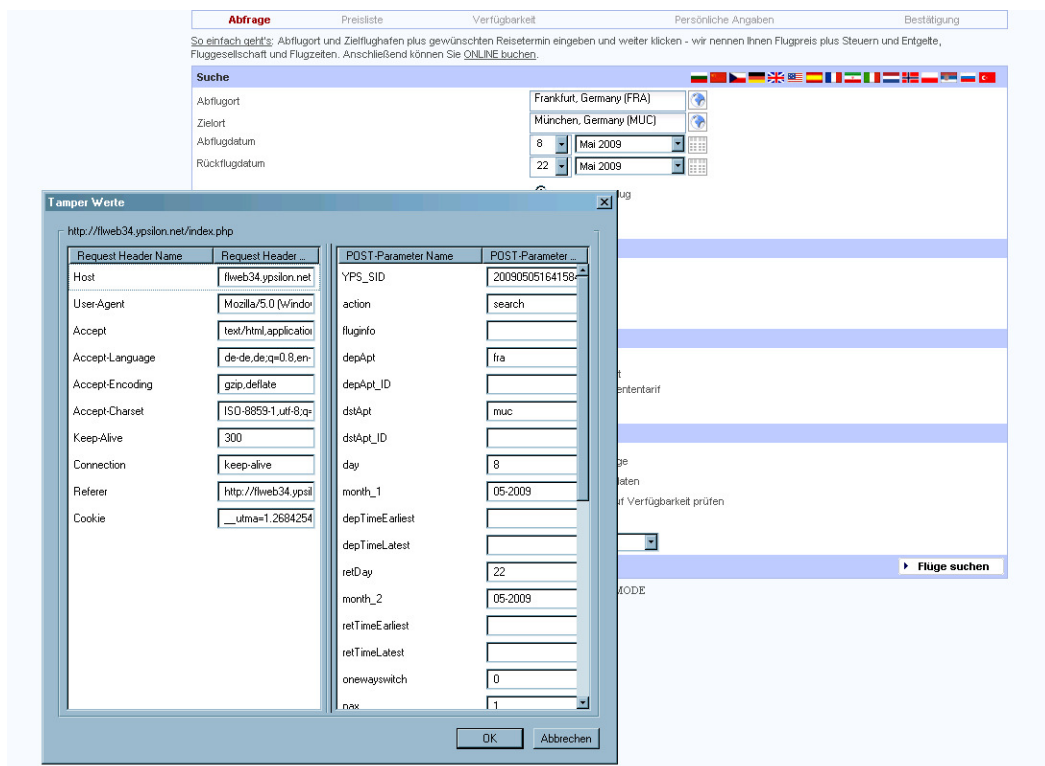 Abfrage Preisliste Verfügbarkeit Persönliche Angaben Bestätigung
So einfach geht's: Abflugort und Zielflughafen plus gewünschten Reisetermin eingeben und weiter klicken - wir nennen Ihnen Flugpreis plus Steuern und Entgelte,
Fluggesellschaft und Flugzeiten. Anschließend können Sie ONLINE buchen.
Suche
Abflugort Frankfurt, Germany (FRA)
Zielort München, Germany (MUC)
Abflugdatum 8 Mai 2009
Rückflugdatum 22 Mai 2009
lug
Tamper Werte
http://flweb34.ypsilon.net/index.php
Request Header Name Request Header ... POST-Parameter Name POST-Parameter ...
Host flweb34.ypsilon.net YPS_SID 20090505164158
User-Agent Mozilla/5.0 (Windo action search
Accept text/html,application fluginfo
Accept-Language de-de,de;q=0.8,en- depApt fra
Accept-Encoding gzip,deflate depApt_ID
Accept-Charset ISO-8859-1,utf-8;q= dstApt muc
Keep-Alive 300 dstApt_ID
Connection keep-alive day 8
Referer http://flweb34.ypsil month_1 05-2009
Cookie __utma=1.2684254 depTimeEarliest
depTimeLatest
retDay 22
month_2 05-2009
retTimeEarliest
retTimeLatest
onewayswitch 0
pax 1
OK Abbrechen
t
ententarif
ge
daten
uf Verfügbarkeit prüfen
Flüge suchen
MODE